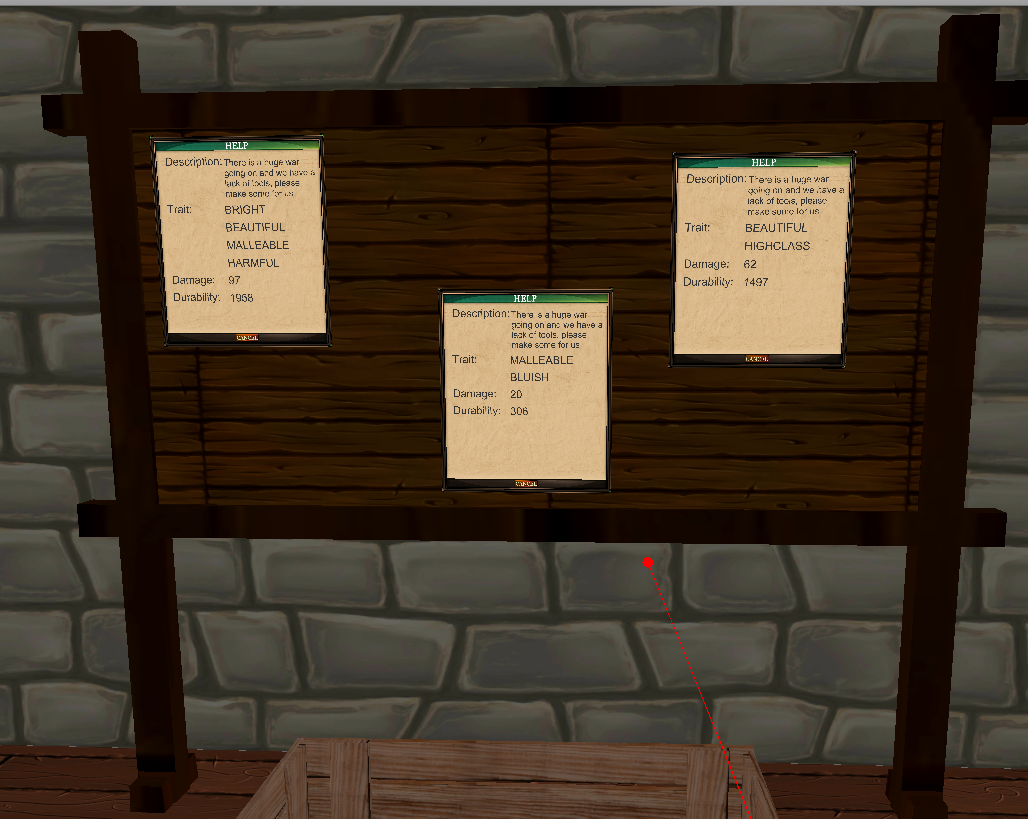 HELP
Description: There is a huge war
going on and we have a
lack of tools, please
make some for us.
Trait: BRIGHT
BEAUTIFUL
MALLEABLE
HARMFUL
Damage: 97
Durability: 1968
CANCEL
HELP
Description: There is a huge war
going on and we have a
lack of tools, please
make some for us
Trait: MALLEABLE
BLUISH
Damage: 20
Durability: 306
CANCEL
HELP
Description: There is a huge war
going on and we have a
lack of tools, please
make some for us
Trait: BEAUTIFUL
HIGHCLASS
Damage: 62
Durability: 1497
CANCEL